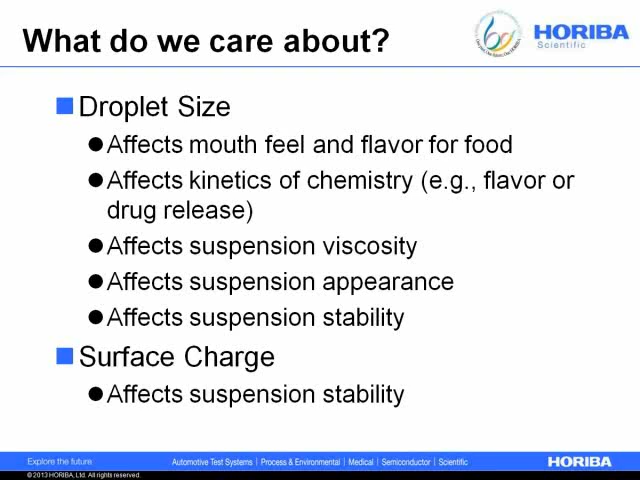 What do we care about?
HORIBA
Scientific
Droplet Size
Affects mouth feel and flavor for food
Affects kinetics of chemistry (e.g., flavor or
drug release)
Affects suspension viscosity
Affects suspension appearance
Affects suspension stability
Surface Charge
Affects suspension stability
Explore the future
Automotive Test Systems | Process & Environmental | Medical | Semiconductor | Scientific
HORIBA
© 2013 HORIBA, Ltd. All rights reserved.